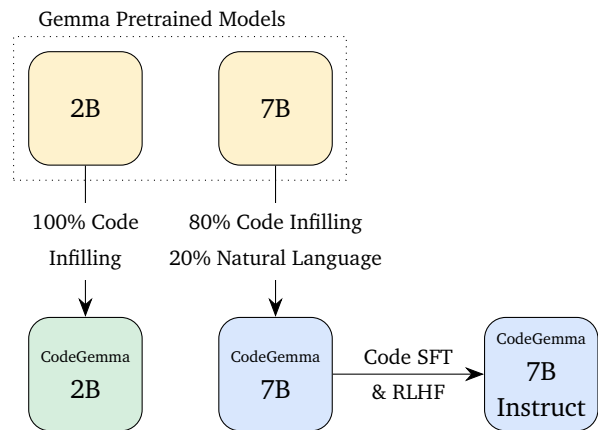 Gemma Pretrained Models
2B
7B
100% Code
Infilling
80% Code Infilling
20% Natural Language
CodeGemma
2B
CodeGemma
7B
Code SFT
& RLHF
CodeGemma
7B
Instruct